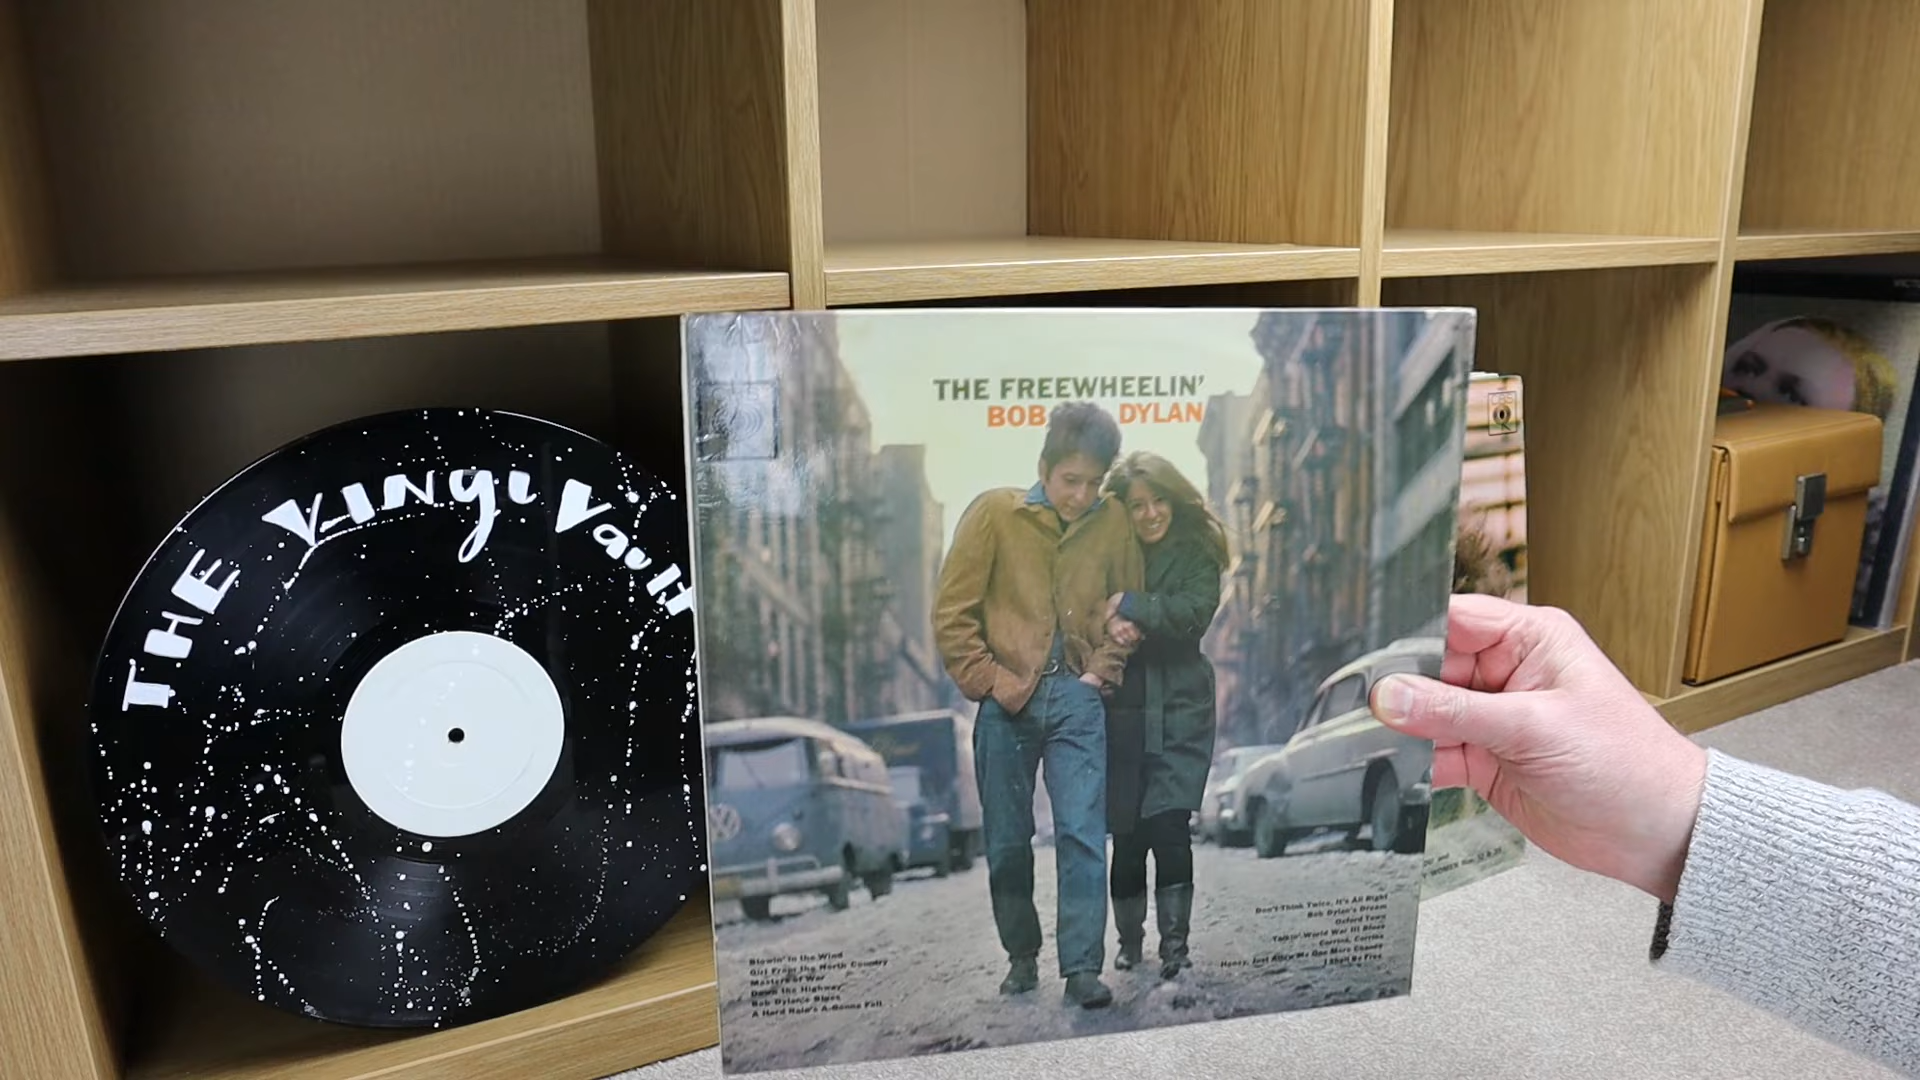 THE VINYL VAULT
THE FREEWHEELIN'
BOB DYLAN
CBS
Blowin' in the Wind
Girl From the North Country
Masters of War
Down the Highway
Bob Dylan's Blues
A Hard Rain's A-Gonna Fall
Don't Think Twice, It's All Right
Bob Dylan's Dream
Oxford Town
Talkin' World War III Blues
Corrina, Corrina
Honey, Just Allow Me One More Chance
I Shall Be Free